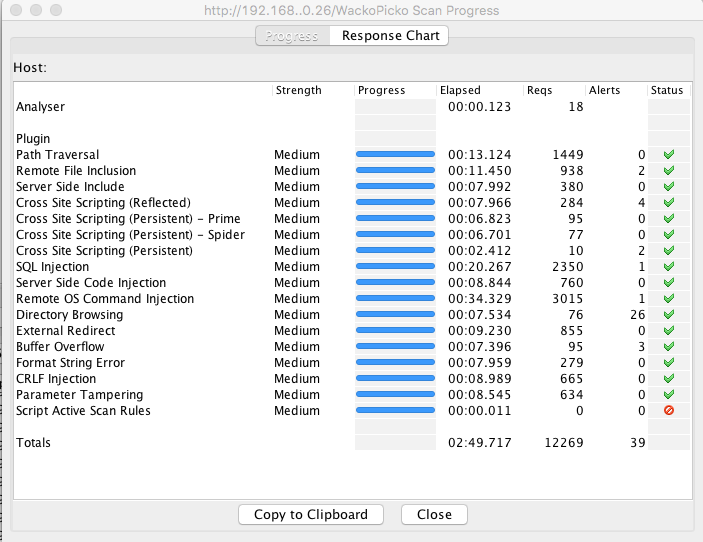 http://192.168..0.26/WackoPicko Scan Progress
Progress Response Chart
Host:
Strength Progress Elapsed Reqs Alerts Status
Analyser 00:00.123 18
Plugin
Path Traversal Medium 00:13.124 1449 0
Remote File Inclusion Medium 00:11.450 938 2
Server Side Include Medium 00:07.992 380 0
Cross Site Scripting (Reflected) Medium 00:07.966 284 4
Cross Site Scripting (Persistent) – Prime Medium 00:06.823 95 0
Cross Site Scripting (Persistent) – Spider Medium 00:06.701 77 0
Cross Site Scripting (Persistent) Medium 00:02.412 10 2
SQL Injection Medium 00:20.267 2350 1
Server Side Code Injection Medium 00:08.844 760 0
Remote OS Command Injection Medium 00:34.329 3015 1
Directory Browsing Medium 00:07.534 76 26
External Redirect Medium 00:09.230 855 0
Buffer Overflow Medium 00:07.396 95 3
Format String Error Medium 00:07.959 279 0
CRLF Injection Medium 00:08.989 665 0
Parameter Tampering Medium 00:08.545 634 0
Script Active Scan Rules Medium 00:00.011 0 0
Totals 02:49.717 12269 39
Copy to Clipboard Close